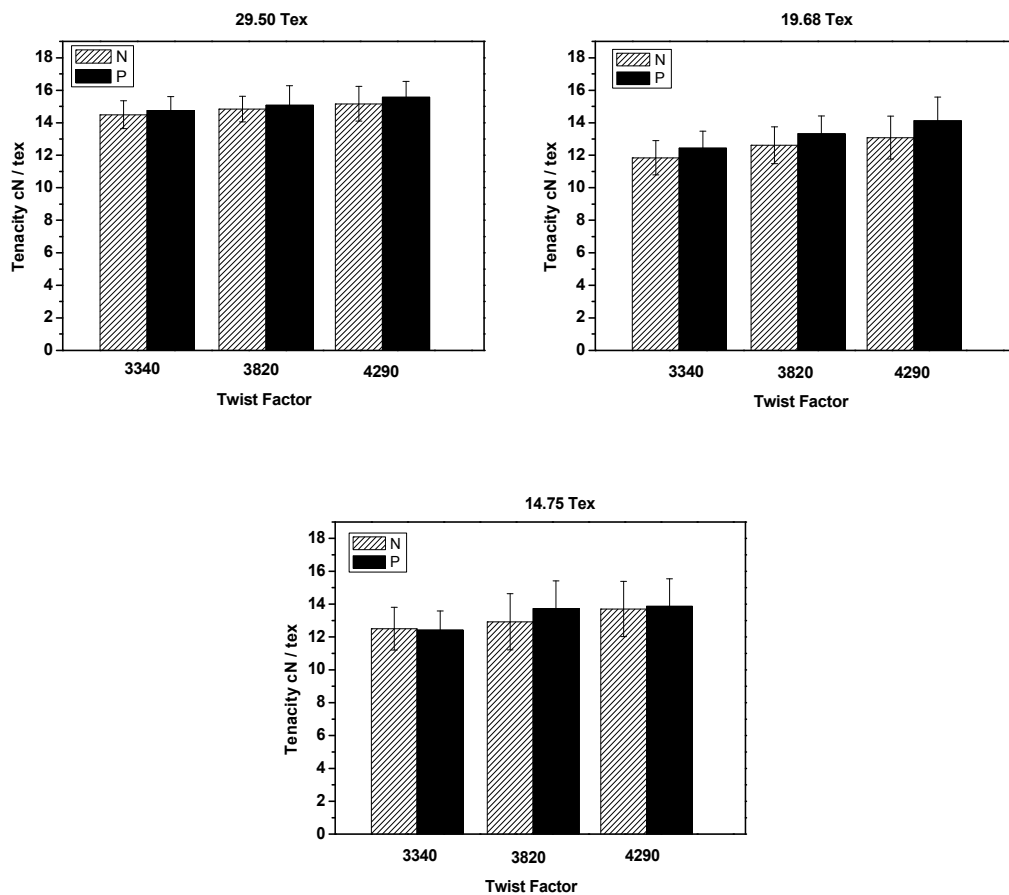 29.50 Tex
N
P
18
16
14
12
10
8
6
4
2
0
Tenacity cN / tex
3340 3820 4290
Twist Factor
19.68 Tex
N
P
18
16
14
12
10
8
6
4
2
0
Tenacity cN / tex
3340 3820 4290
Twist Factor
14.75 Tex
N
P
18
16
14
12
10
8
6
4
2
0
Tenacity cN / tex
3340 3820 4290
Twist Factor